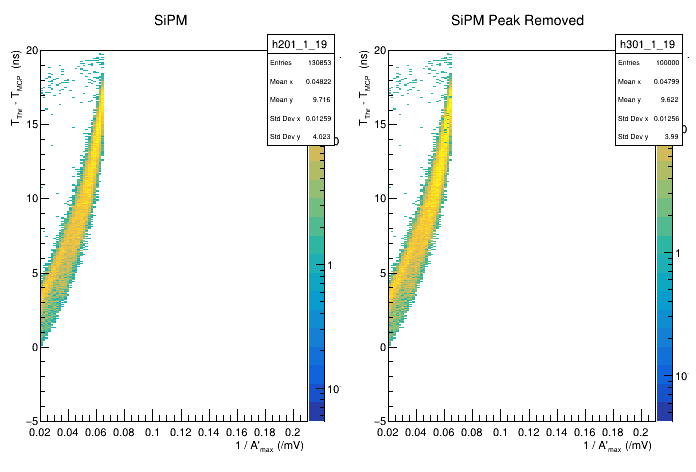 SiPM
h201_1_19
Entries 130853
Mean x 0.04822
Mean y 9.716
Std Dev x 0.01259
Std Dev y 4.023
T_Thr - T_MCP (ns)
20
15
10
5
0
−5
0.02 0.04 0.06 0.08 0.1 0.12 0.14 0.16 0.18 0.2
1 / A'_max (/mV)
1
SiPM Peak Removed
h301_1_19
Entries 100000
Mean x 0.04799
Mean y 9.622
Std Dev x 0.01256
Std Dev y 3.99
T_Thr - T_MCP (ns)
20
15
10
5
0
−5
0.02 0.04 0.06 0.08 0.1 0.12 0.14 0.16 0.18 0.2
1 / A'_max (/mV)
1